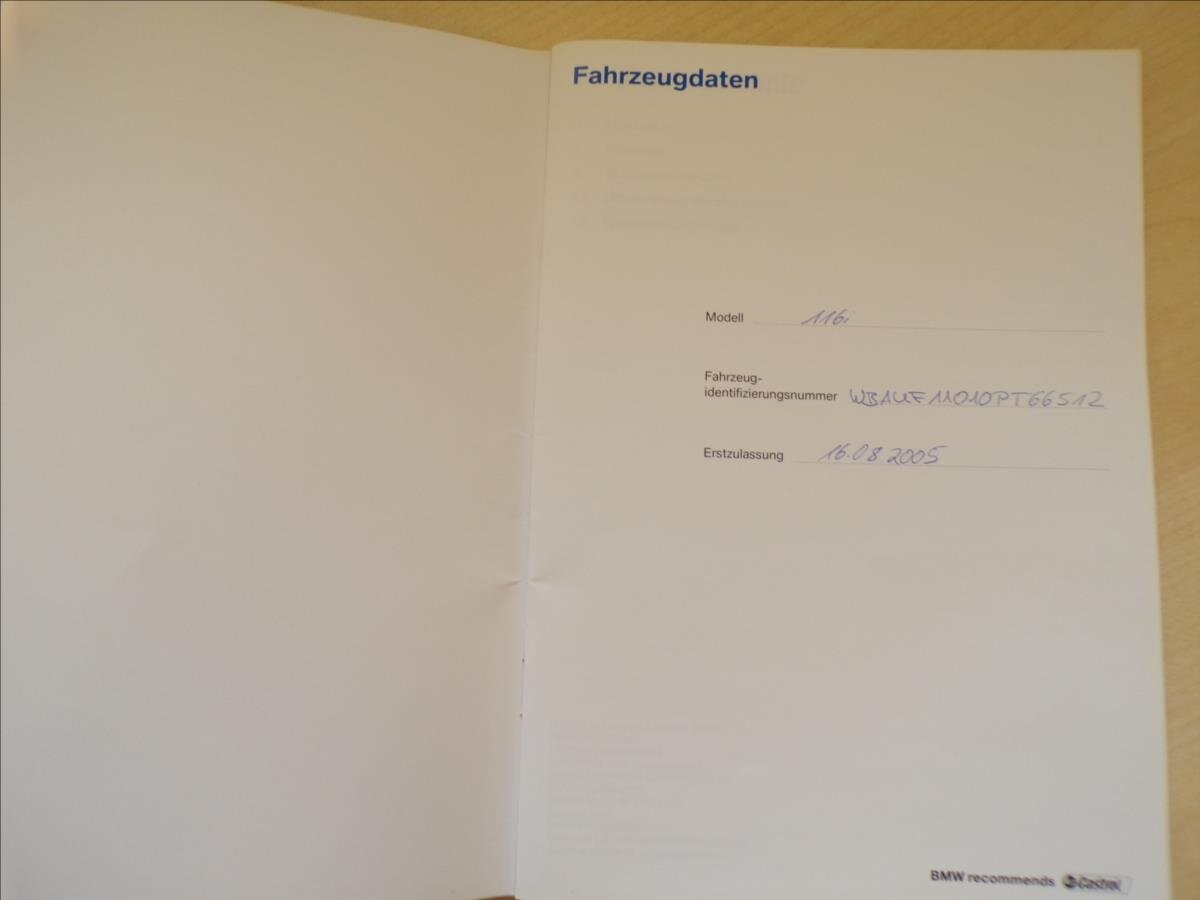 Fahrzeugdaten
Modell 116i
Fahrzeug-
identifizierungsnummer WBAUF11010PT66512
Erstzulassung 16.08.2005
BMW recommends Castrol